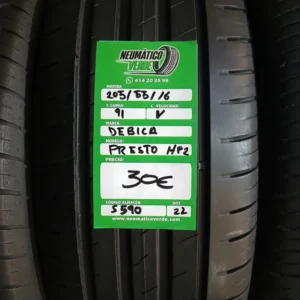 NEUMÁTICO
VERDE
614 20 35 98
MEDIDA
205/55/16
I. CARGA
C. VELOCIDAD
91
V
MARCA:
DEBICA
MODELO:
PRESTO HP2
PRECIO:
30€
CÓDIGO ALMACÉN:
DOT
5590
22
www.neumaticoverde.com